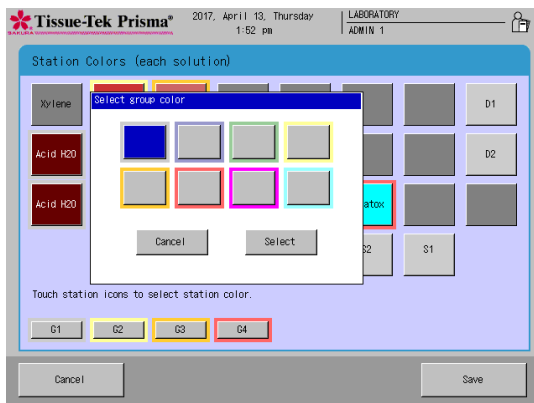 Tissue-Tek Prisma®
SAKURA
2017, April 13, Thursday
1:52 pm
LABORATORY
ADMIN 1
Station Colors (each solution)
Xylene
Select group color
D1
Acid H2O
D2
Acid H2O
atox
Cancel
Select
S2
S1
Touch station icons to select station color.
G1
G2
G3
G4
Cancel
Save